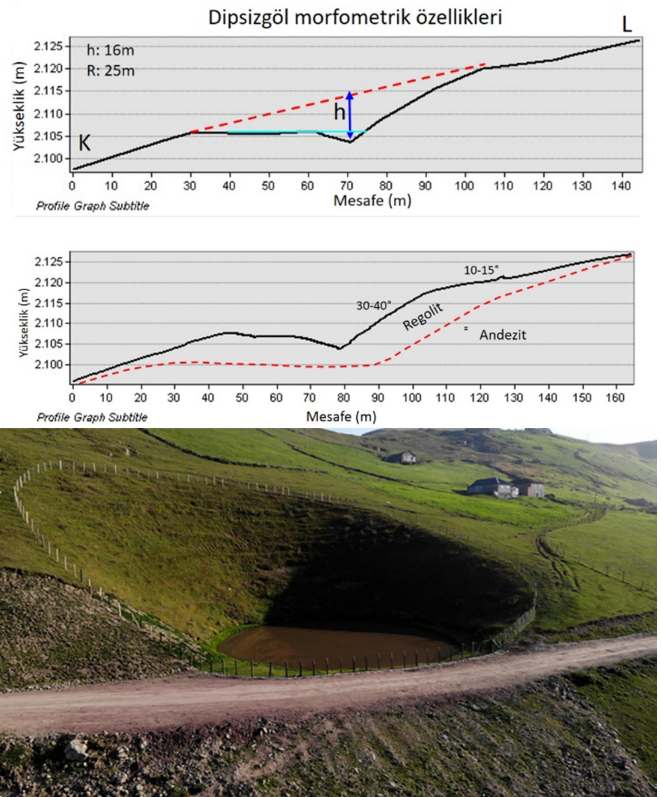 Dipsizgöl morfometrik özellikleri
L
h: 16m
R: 25m
h
K
Yükseklik (m)
2.125
2.120
2.115
2.110
2.105
2.100
0 10 20 30 40 50 60 70 80 90 100 110 120 130 140
Mesafe (m)
Profile Graph Subtitle
Yükseklik (m)
2.125
2.120
2.115
2.110
2.105
2.100
10-15°
30-40°
Regolit
Andezit
0 10 20 30 40 50 60 70 80 90 100 110 120 130 140 150 160
Mesafe (m)
Profile Graph Subtitle